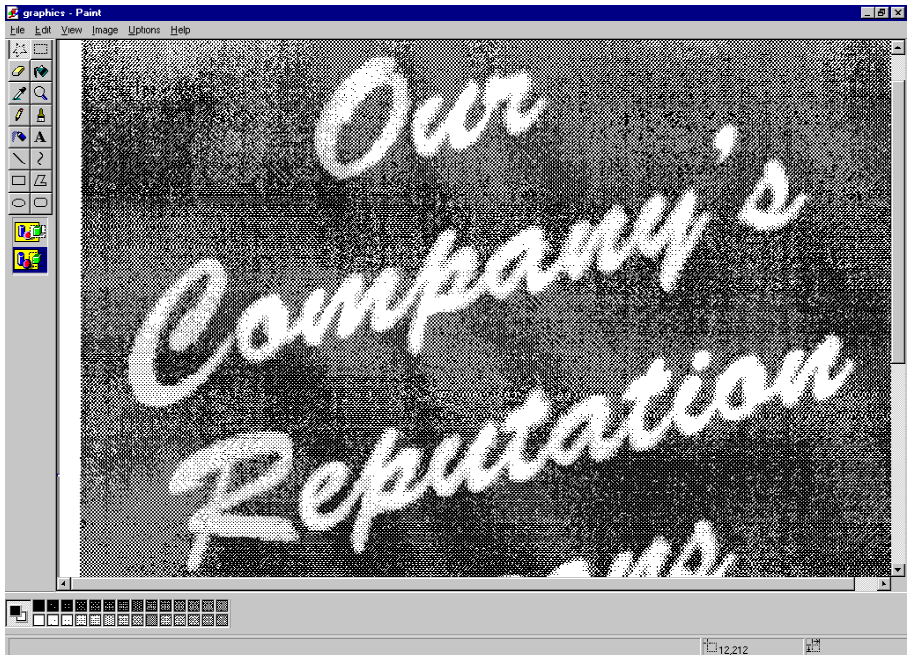 graphics - Paint
File Edit View Image Options Help
A
Our
Company's
Reputation
12,212